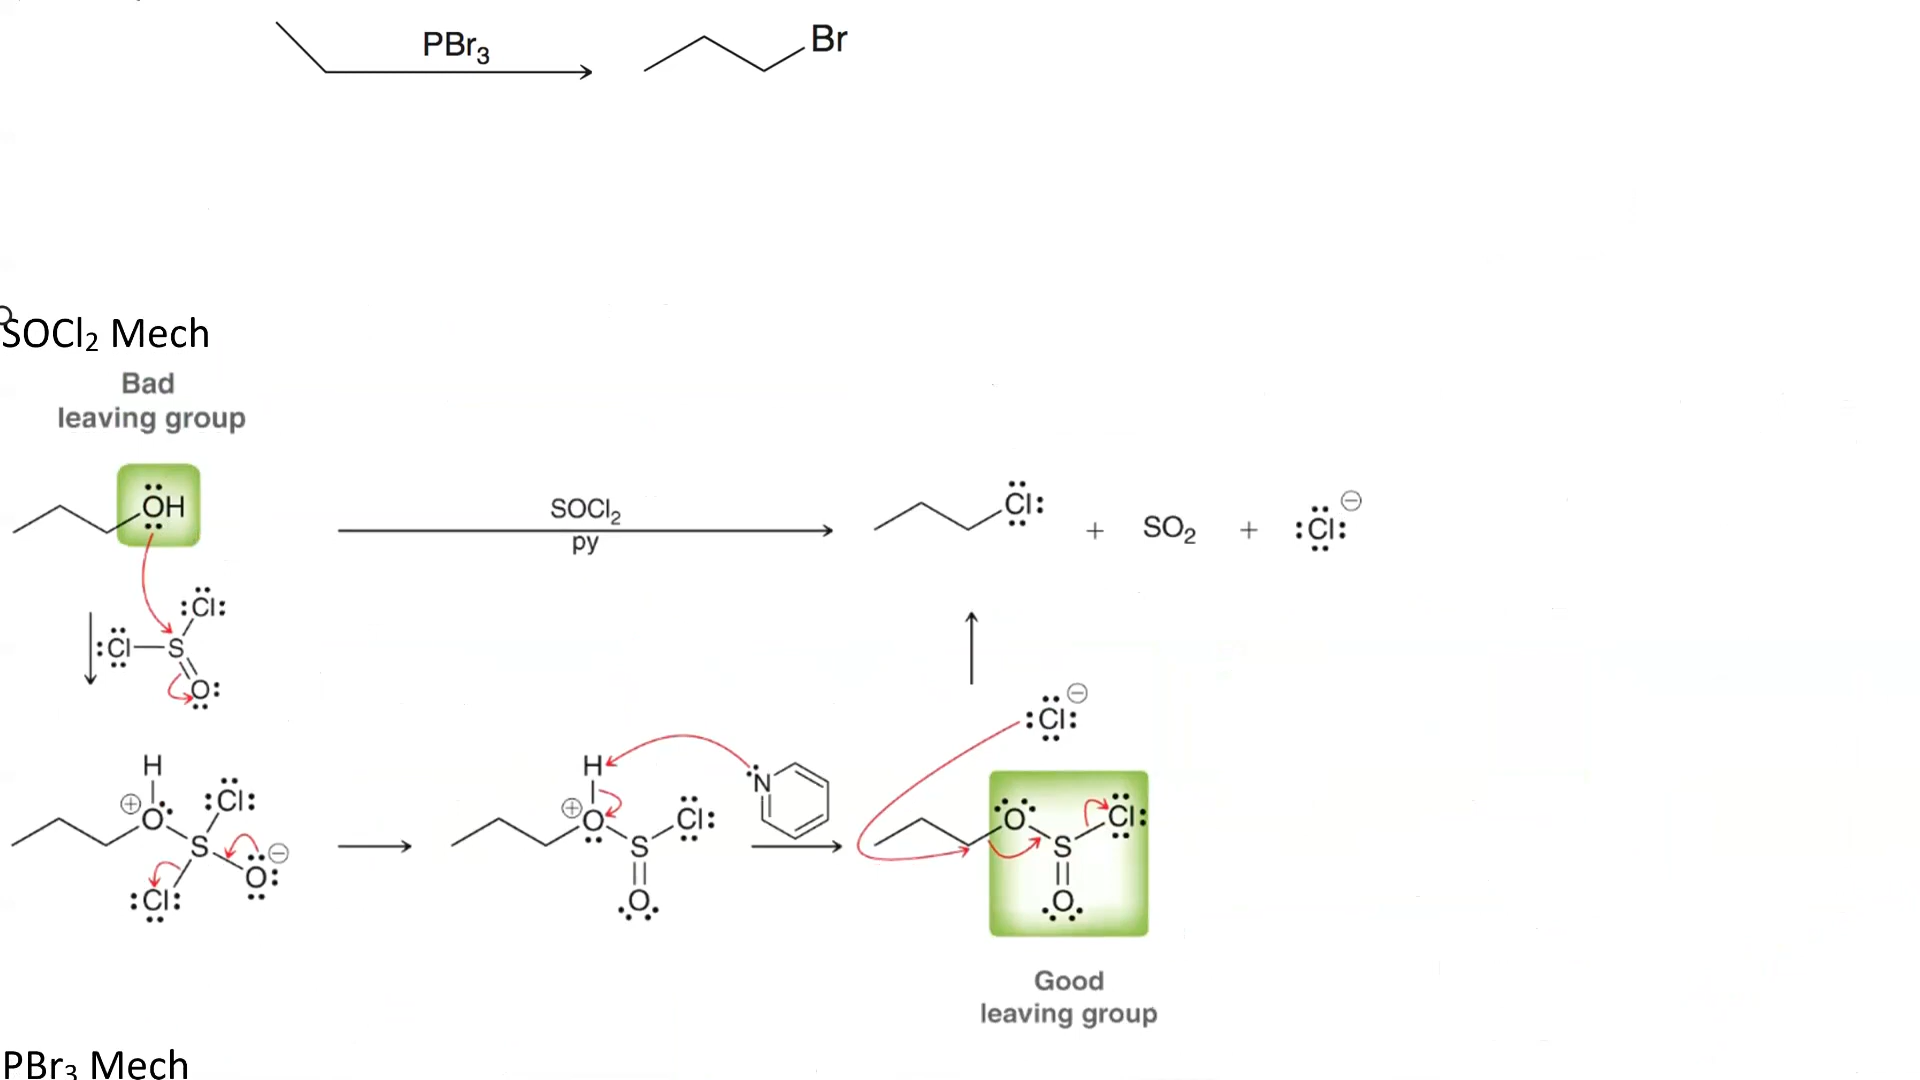 PBr₃
Br
SOCl₂ Mech
Bad
leaving group
OH
SOCl₂
py
Cl
+ SO₂ + Cl ⊖
Cl
Cl S
O
Cl ⊖
H
⊕ O Cl
S
O ⊖
Cl
H
⊕ O Cl
S
O
N
O Cl
S
O
Good
leaving group
PBr₃ Mech